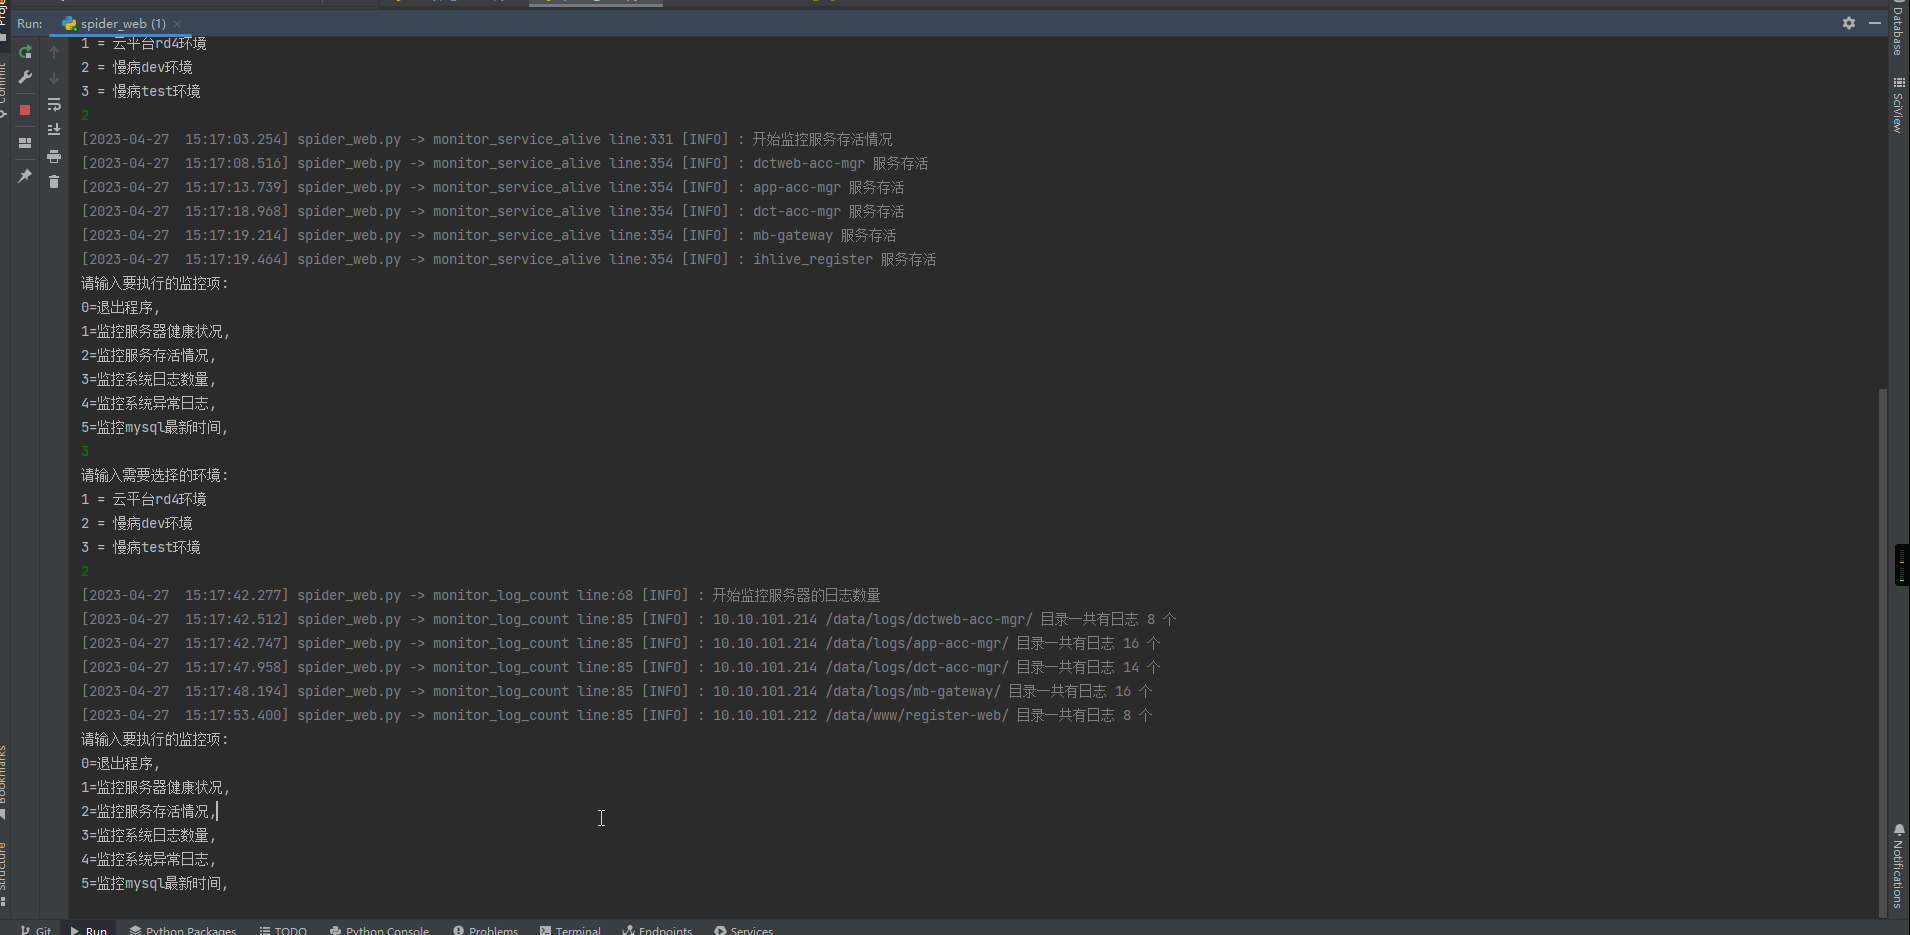 Run: spider_web (1)
1 = 云平台rd4环境
2 = 慢病dev环境
3 = 慢病test环境
2
[2023-04-27  15:17:03.254] spider_web.py -> monitor_service_alive line:331 [INFO] : 开始监控服务存活情况
[2023-04-27  15:17:08.516] spider_web.py -> monitor_service_alive line:354 [INFO] : dctweb-acc-mgr 服务存活
[2023-04-27  15:17:13.739] spider_web.py -> monitor_service_alive line:354 [INFO] : app-acc-mgr 服务存活
[2023-04-27  15:17:18.968] spider_web.py -> monitor_service_alive line:354 [INFO] : dct-acc-mgr 服务存活
[2023-04-27  15:17:19.214] spider_web.py -> monitor_service_alive line:354 [INFO] : mb-gateway 服务存活
[2023-04-27  15:17:19.464] spider_web.py -> monitor_service_alive line:354 [INFO] : ihlive_register 服务存活
请输入要执行的监控项:
0=退出程序,
1=监控服务器健康状况,
2=监控服务存活情况,
3=监控系统日志数量,
4=监控系统异常日志,
5=监控mysql最新时间,
3
请输入需要选择的环境:
1 = 云平台rd4环境
2 = 慢病dev环境
3 = 慢病test环境
2
[2023-04-27  15:17:42.277] spider_web.py -> monitor_log_count line:68 [INFO] : 开始监控服务器的日志数量
[2023-04-27  15:17:42.512] spider_web.py -> monitor_log_count line:85 [INFO] : 10.10.101.214 /data/logs/dctweb-acc-mgr/ 目录一共有日志 8 个
[2023-04-27  15:17:42.747] spider_web.py -> monitor_log_count line:85 [INFO] : 10.10.101.214 /data/logs/app-acc-mgr/ 目录一共有日志 16 个
[2023-04-27  15:17:47.958] spider_web.py -> monitor_log_count line:85 [INFO] : 10.10.101.214 /data/logs/dct-acc-mgr/ 目录一共有日志 14 个
[2023-04-27  15:17:48.194] spider_web.py -> monitor_log_count line:85 [INFO] : 10.10.101.214 /data/logs/mb-gateway/ 目录一共有日志 16 个
[2023-04-27  15:17:53.400] spider_web.py -> monitor_log_count line:85 [INFO] : 10.10.101.212 /data/www/register-web/ 目录一共有日志 8 个
请输入要执行的监控项:
0=退出程序,
1=监控服务器健康状况,
2=监控服务存活情况,
3=监控系统日志数量,
4=监控系统异常日志,
5=监控mysql最新时间,
Commit
Bookmarks
Structure
Database
SciView
Notifications
Git Run Python Packages TODO Python Console Problems Terminal Endpoints Services